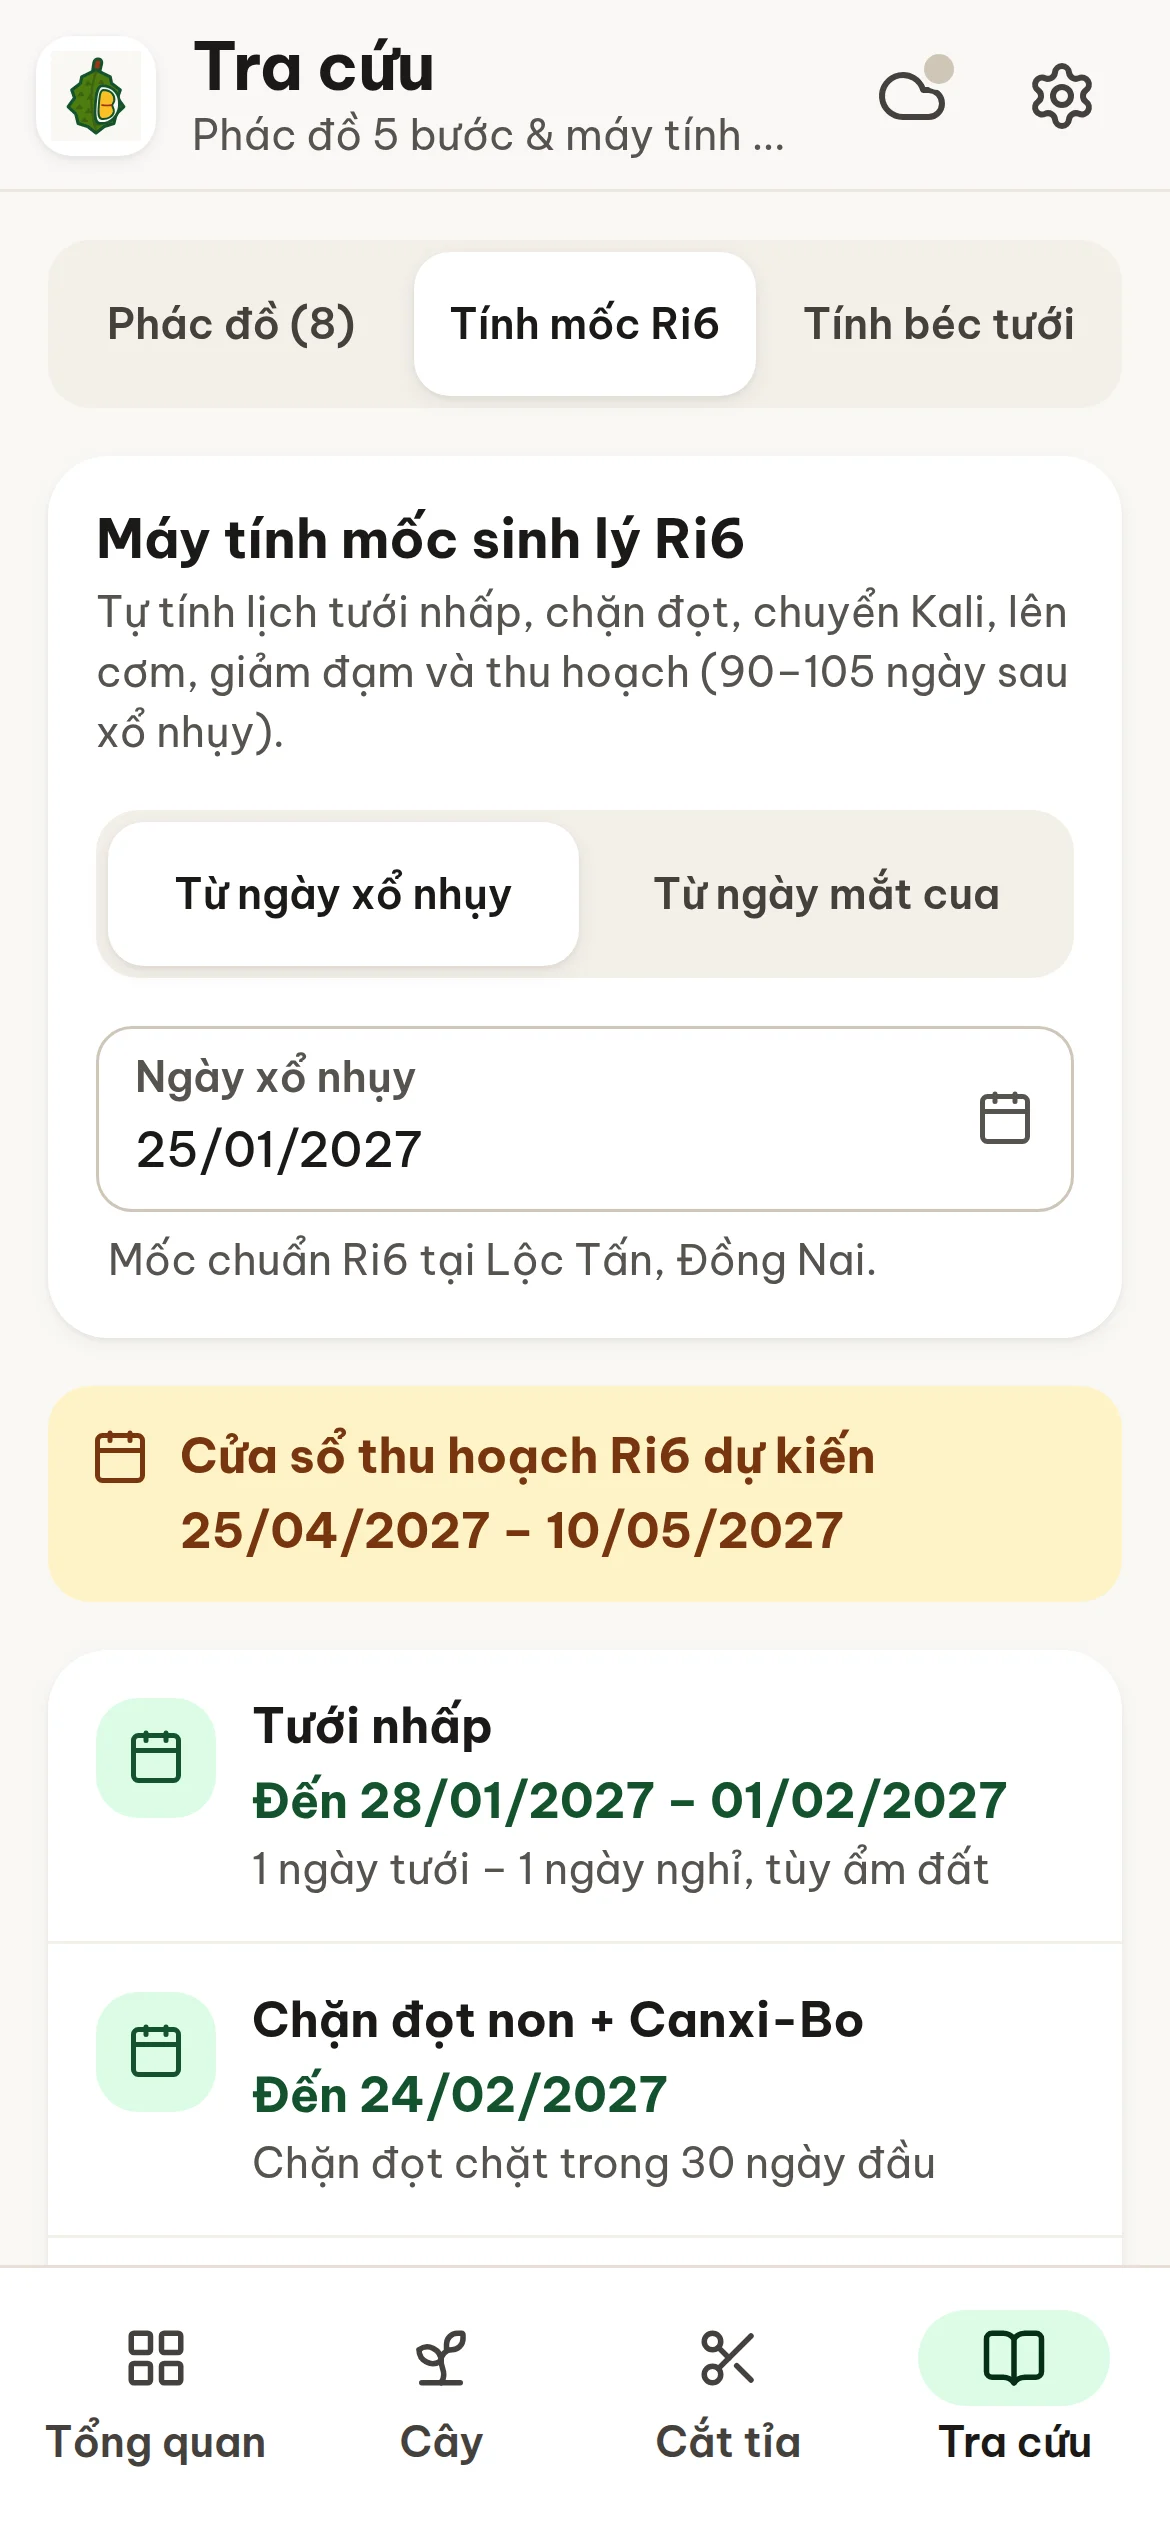 Tra cứu
Phác đồ 5 bước & máy tính ...
Phác đồ (8)
Tính mốc Ri6
Tính béc tưới
Máy tính mốc sinh lý Ri6
Tự tính lịch tưới nhấp, chặn đọt, chuyển Kali, lên
cơm, giảm đạm và thu hoạch (90–105 ngày sau
xổ nhụy).
Từ ngày xổ nhụy
Từ ngày mắt cua
Ngày xổ nhụy
25/01/2027
Mốc chuẩn Ri6 tại Lộc Tấn, Đồng Nai.
Cửa sổ thu hoạch Ri6 dự kiến
25/04/2027 – 10/05/2027
Tưới nhấp
Đến 28/01/2027 – 01/02/2027
1 ngày tưới – 1 ngày nghỉ, tùy ẩm đất
Chặn đọt non + Canxi-Bo
Đến 24/02/2027
Chặn đọt chặt trong 30 ngày đầu
Tổng quan
Cây
Cắt tỉa
Tra cứu